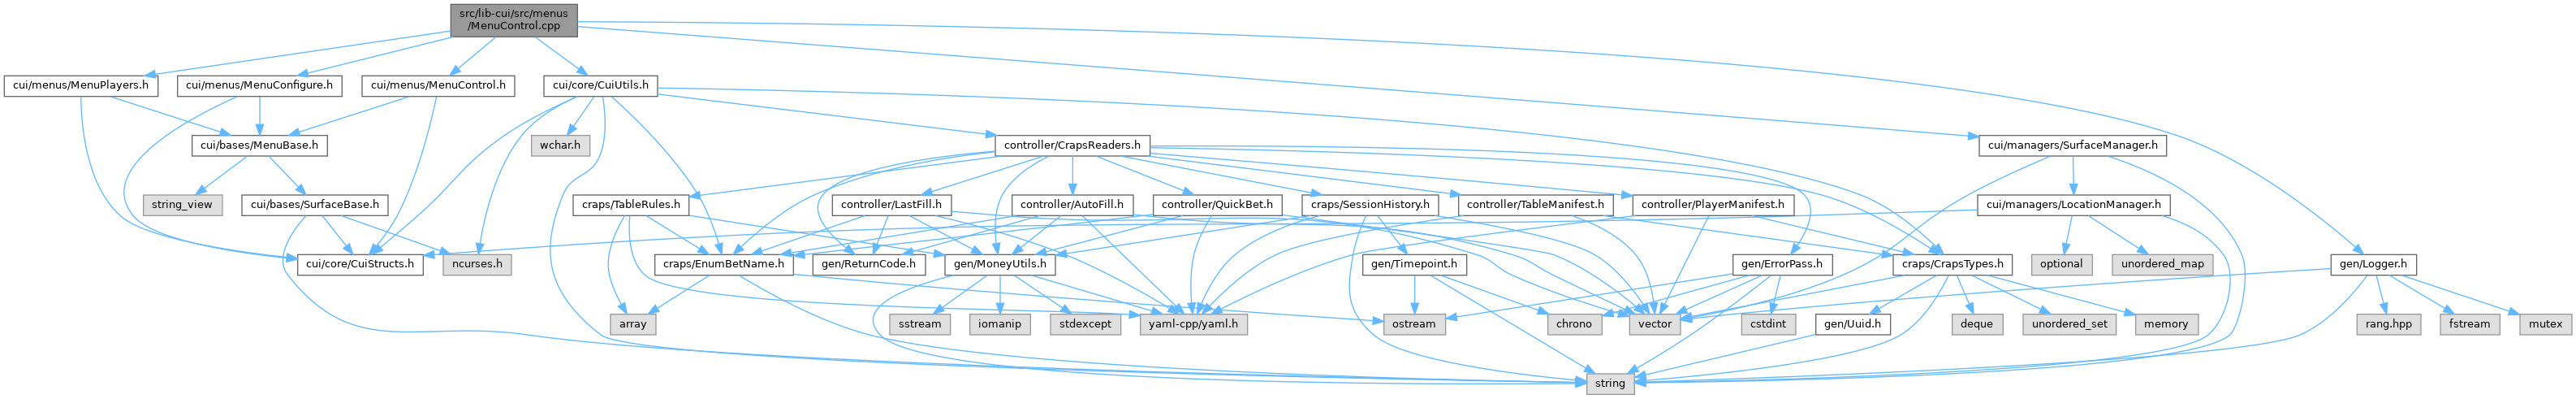 src/lib-cui/src/menus
/MenuControl.cpp
cui/menus/MenuPlayers.h
cui/menus/MenuConfigure.h
cui/menus/MenuControl.h
cui/core/CuiUtils.h
cui/bases/MenuBase.h
wchar.h
controller/CrapsReaders.h
cui/managers/SurfaceManager.h
string_view
cui/bases/SurfaceBase.h
craps/TableRules.h
controller/LastFill.h
controller/AutoFill.h
controller/QuickBet.h
craps/SessionHistory.h
controller/TableManifest.h
controller/PlayerManifest.h
cui/managers/LocationManager.h
cui/core/CuiStructs.h
ncurses.h
craps/EnumBetName.h
gen/ReturnCode.h
gen/MoneyUtils.h
gen/Timepoint.h
gen/ErrorPass.h
craps/CrapsTypes.h
optional
unordered_map
gen/Logger.h
array
sstream
iomanip
stdexcept
yaml-cpp/yaml.h
ostream
chrono
vector
cstdint
gen/Uuid.h
deque
unordered_set
memory
rang.hpp
fstream
mutex
string